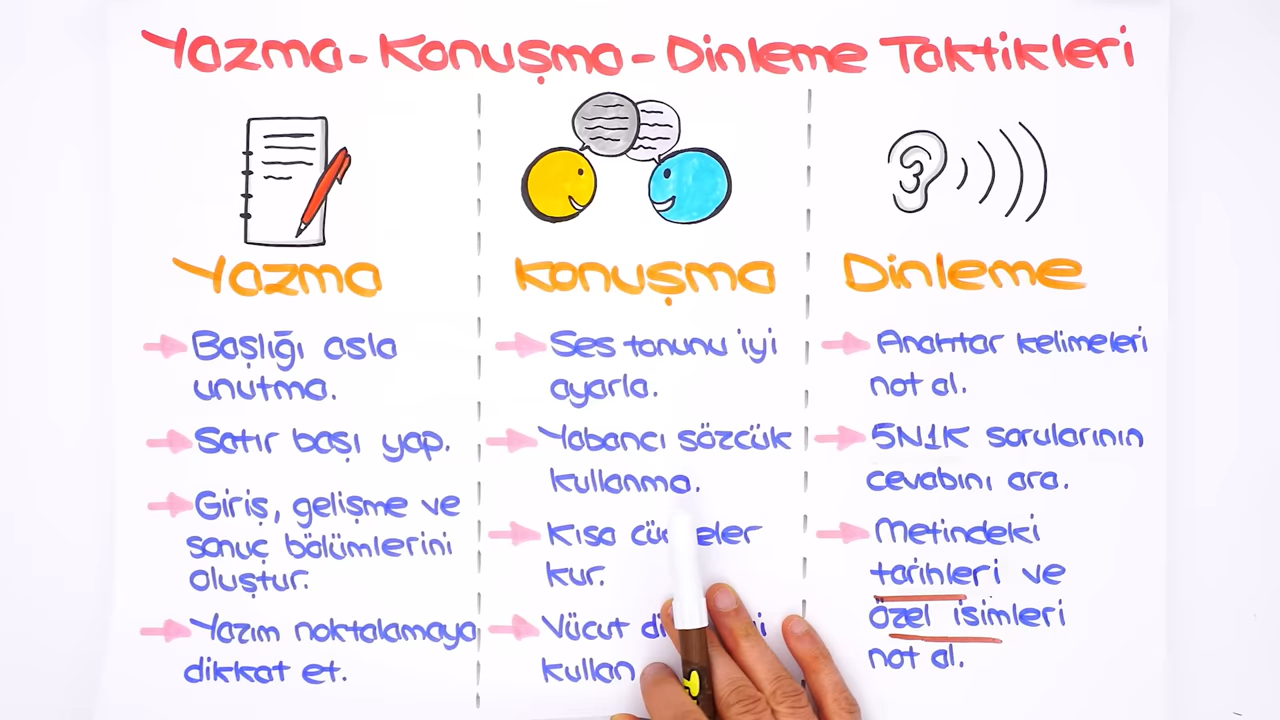 Yazma-Konuşma-Dinleme Taktikleri
Yazma
Başlığı asla
unutma.
Satır başı yap.
Giriş, gelişme ve
sonuç bölümlerini
oluştur.
Yazım noktalamaya
dikkat et.
Konuşma
Ses tonunu iyi
ayarla.
Yabancı sözcük
kullanma.
Kısa
kur.
Vücut
kullan
Dinleme
Anahtar kelimeleri
not al.
5N1K sorularının
cevabını ara.
Metindeki
tarihleri ve
özel isimleri
not al.